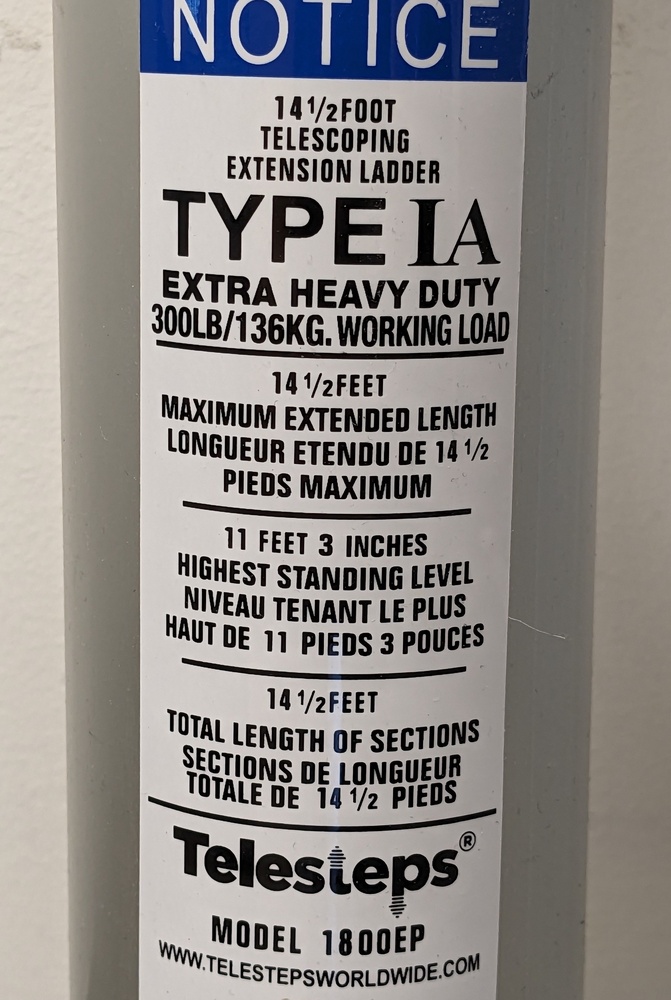 NOTICE
14 1/2 FOOT
TELESCOPING
EXTENSION LADDER
TYPE IA
EXTRA HEAVY DUTY
300LB/136KG. WORKING LOAD
14 1/2 FEET
MAXIMUM EXTENDED LENGTH
LONGUEUR ETENDU DE 14 1/2
PIEDS MAXIMUM
11 FEET 3 INCHES
HIGHEST STANDING LEVEL
NIVEAU TENANT LE PLUS
HAUT DE 11 PIEDS 3 POUCES
14 1/2 FEET
TOTAL LENGTH OF SECTIONS
SECTIONS DE LONGUEUR
TOTALE DE 14 1/2 PIEDS
Telesteps®
MODEL 1800EP
WWW.TELESTEPSWORLDWIDE.COM